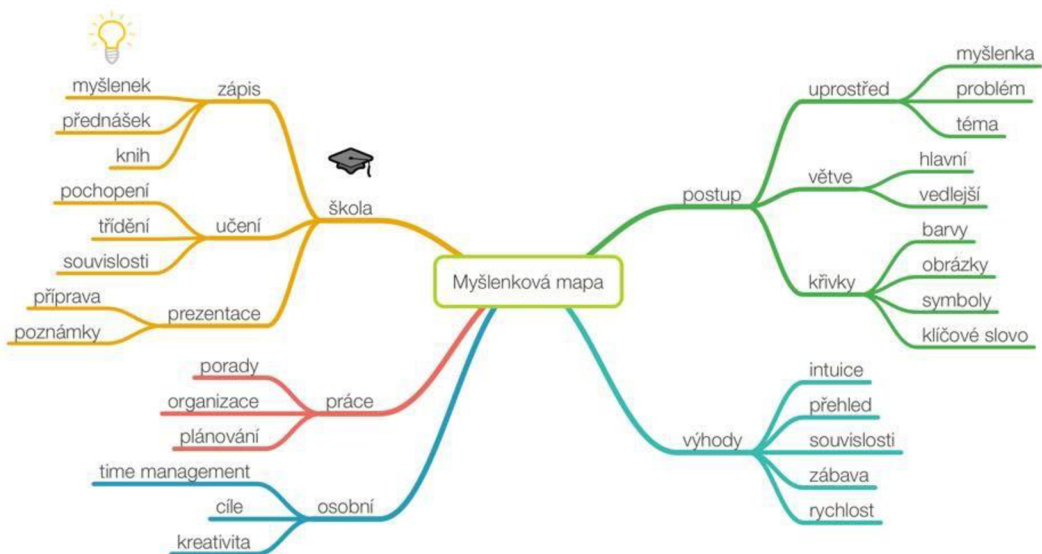 myšlenek
přednášek
knih
zápis
pochopení
třídění
souvislosti
učení
příprava
poznámky
prezentace
škola
porady
organizace
plánování
práce
time management
cíle
kreativita
osobní
Myšlenková mapa
postup
uprostřed
myšlenka
problém
téma
větve
hlavní
vedlejší
křivky
barvy
obrázky
symboly
klíčové slovo
výhody
intuice
přehled
souvislosti
zábava
rychlost